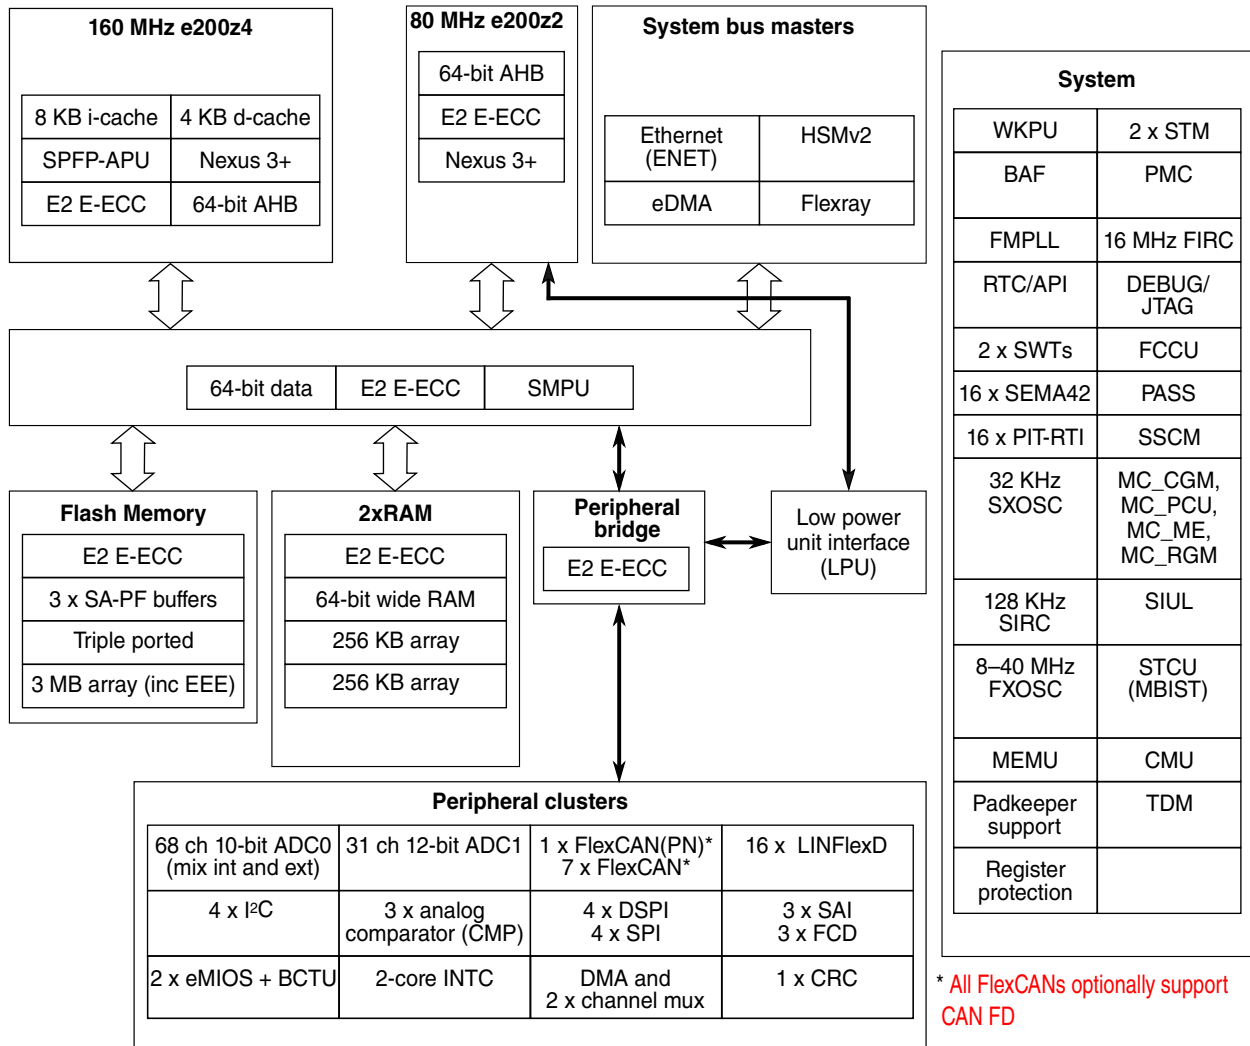 160 MHz e200z4
8 KB i-cache
4 KB d-cache
SPFP-APU
Nexus 3+
E2 E-ECC
64-bit AHB
80 MHz e200z2
64-bit AHB
E2 E-ECC
Nexus 3+
System bus masters
Ethernet
(ENET)
HSMv2
eDMA
Flexray
64-bit data
E2 E-ECC
SMPU
Flash Memory
E2 E-ECC
3 x SA-PF buffers
Triple ported
3 MB array (inc EEE)
2xRAM
E2 E-ECC
64-bit wide RAM
256 KB array
256 KB array
Peripheral
bridge
E2 E-ECC
Low power
unit interface
(LPU)
Peripheral clusters
68 ch 10-bit ADC0
(mix int and ext)
31 ch 12-bit ADC1
1 x FlexCAN(PN)*
7 x FlexCAN*
16 x LINFlexD
4 x I²C
3 x analog
comparator (CMP)
4 x DSPI
4 x SPI
3 x SAI
3 x FCD
2 x eMIOS + BCTU
2-core INTC
DMA and
2 x channel mux
1 x CRC
System
WKPU
2 x STM
BAF
PMC
FMPLL
16 MHz FIRC
RTC/API
DEBUG/
JTAG
2 x SWTs
FCCU
16 x SEMA42
PASS
16 x PIT-RTI
SSCM
32 KHz
SXOSC
MC_CGM,
MC_PCU,
MC_ME,
MC_RGM
128 KHz
SIRC
SIUL
8–40 MHz
FXOSC
STCU
(MBIST)
MEMU
CMU
Padkeeper
support
TDM
Register
protection
* All FlexCANs optionally support
CAN FD